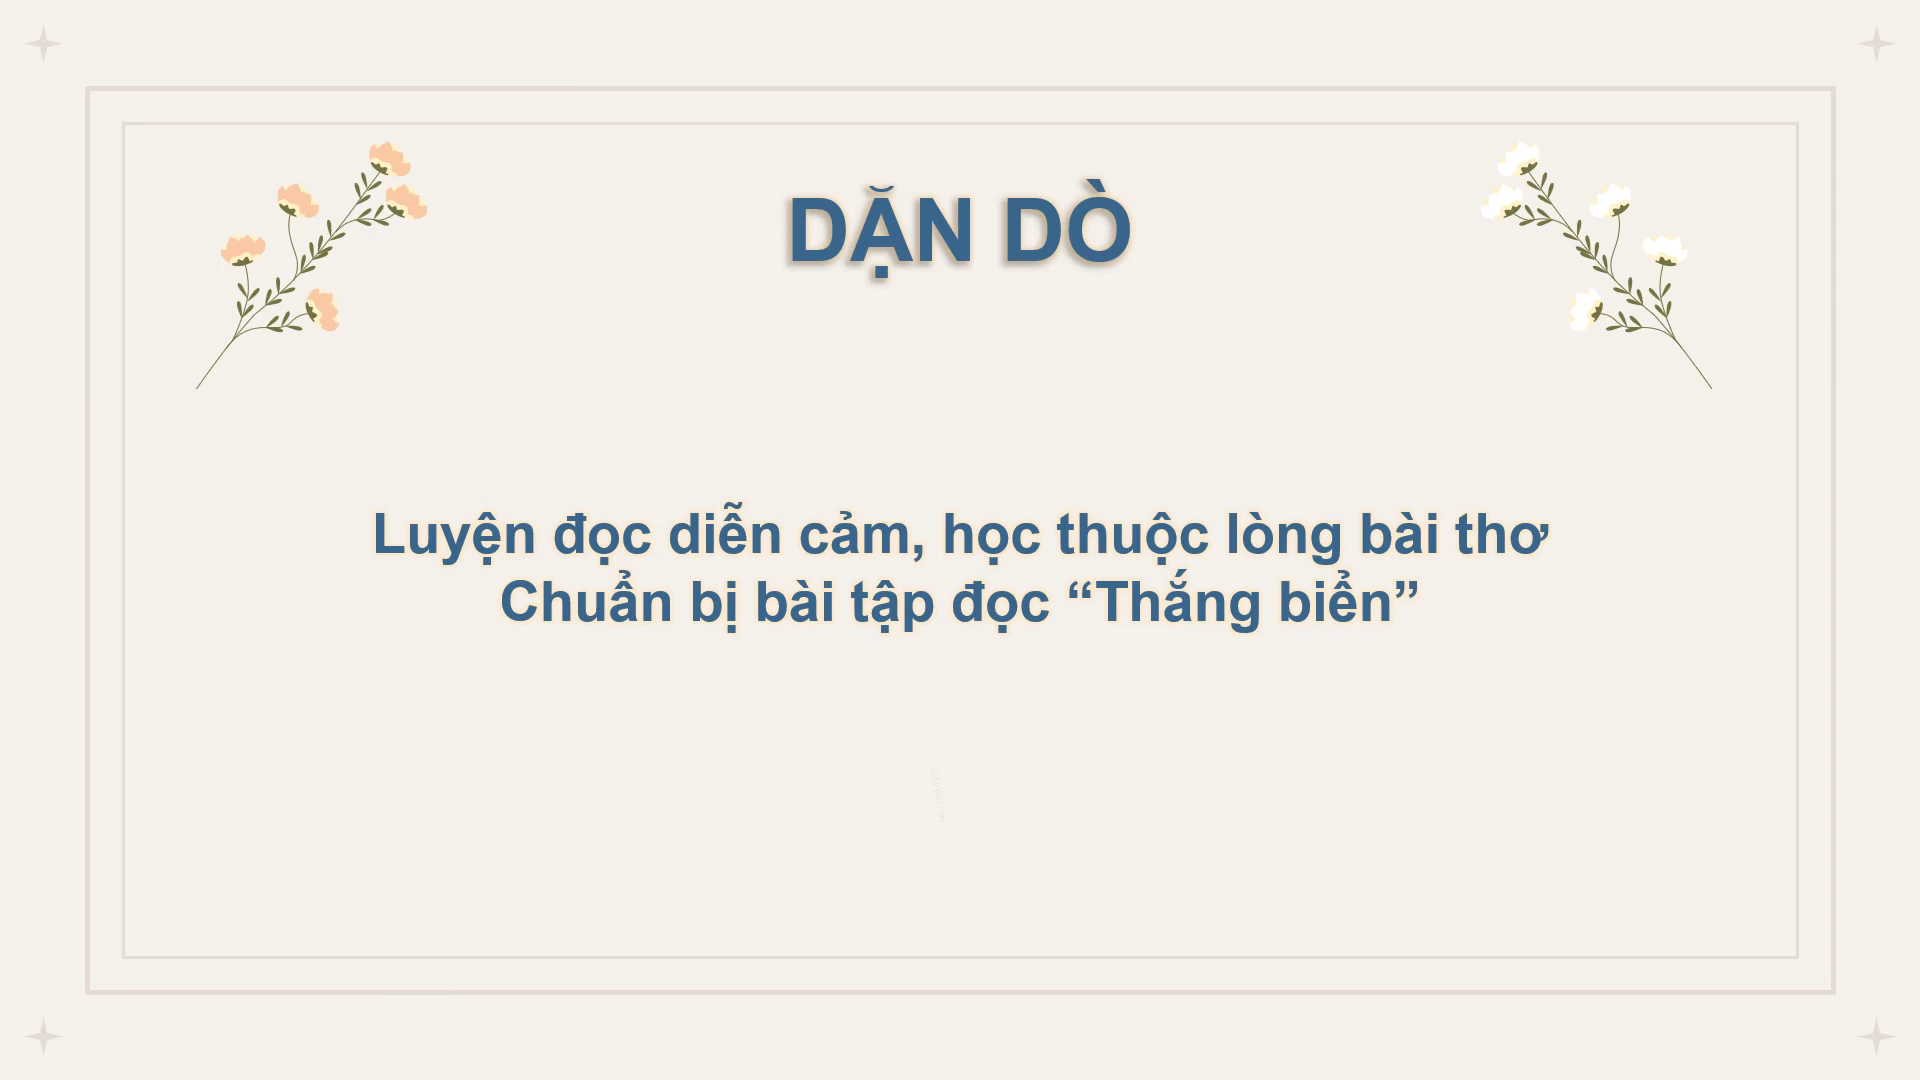 DẶN DÒ
Luyện đọc diễn cảm, học thuộc lòng bài thơ
Chuẩn bị bài tập đọc “Thắng biển”